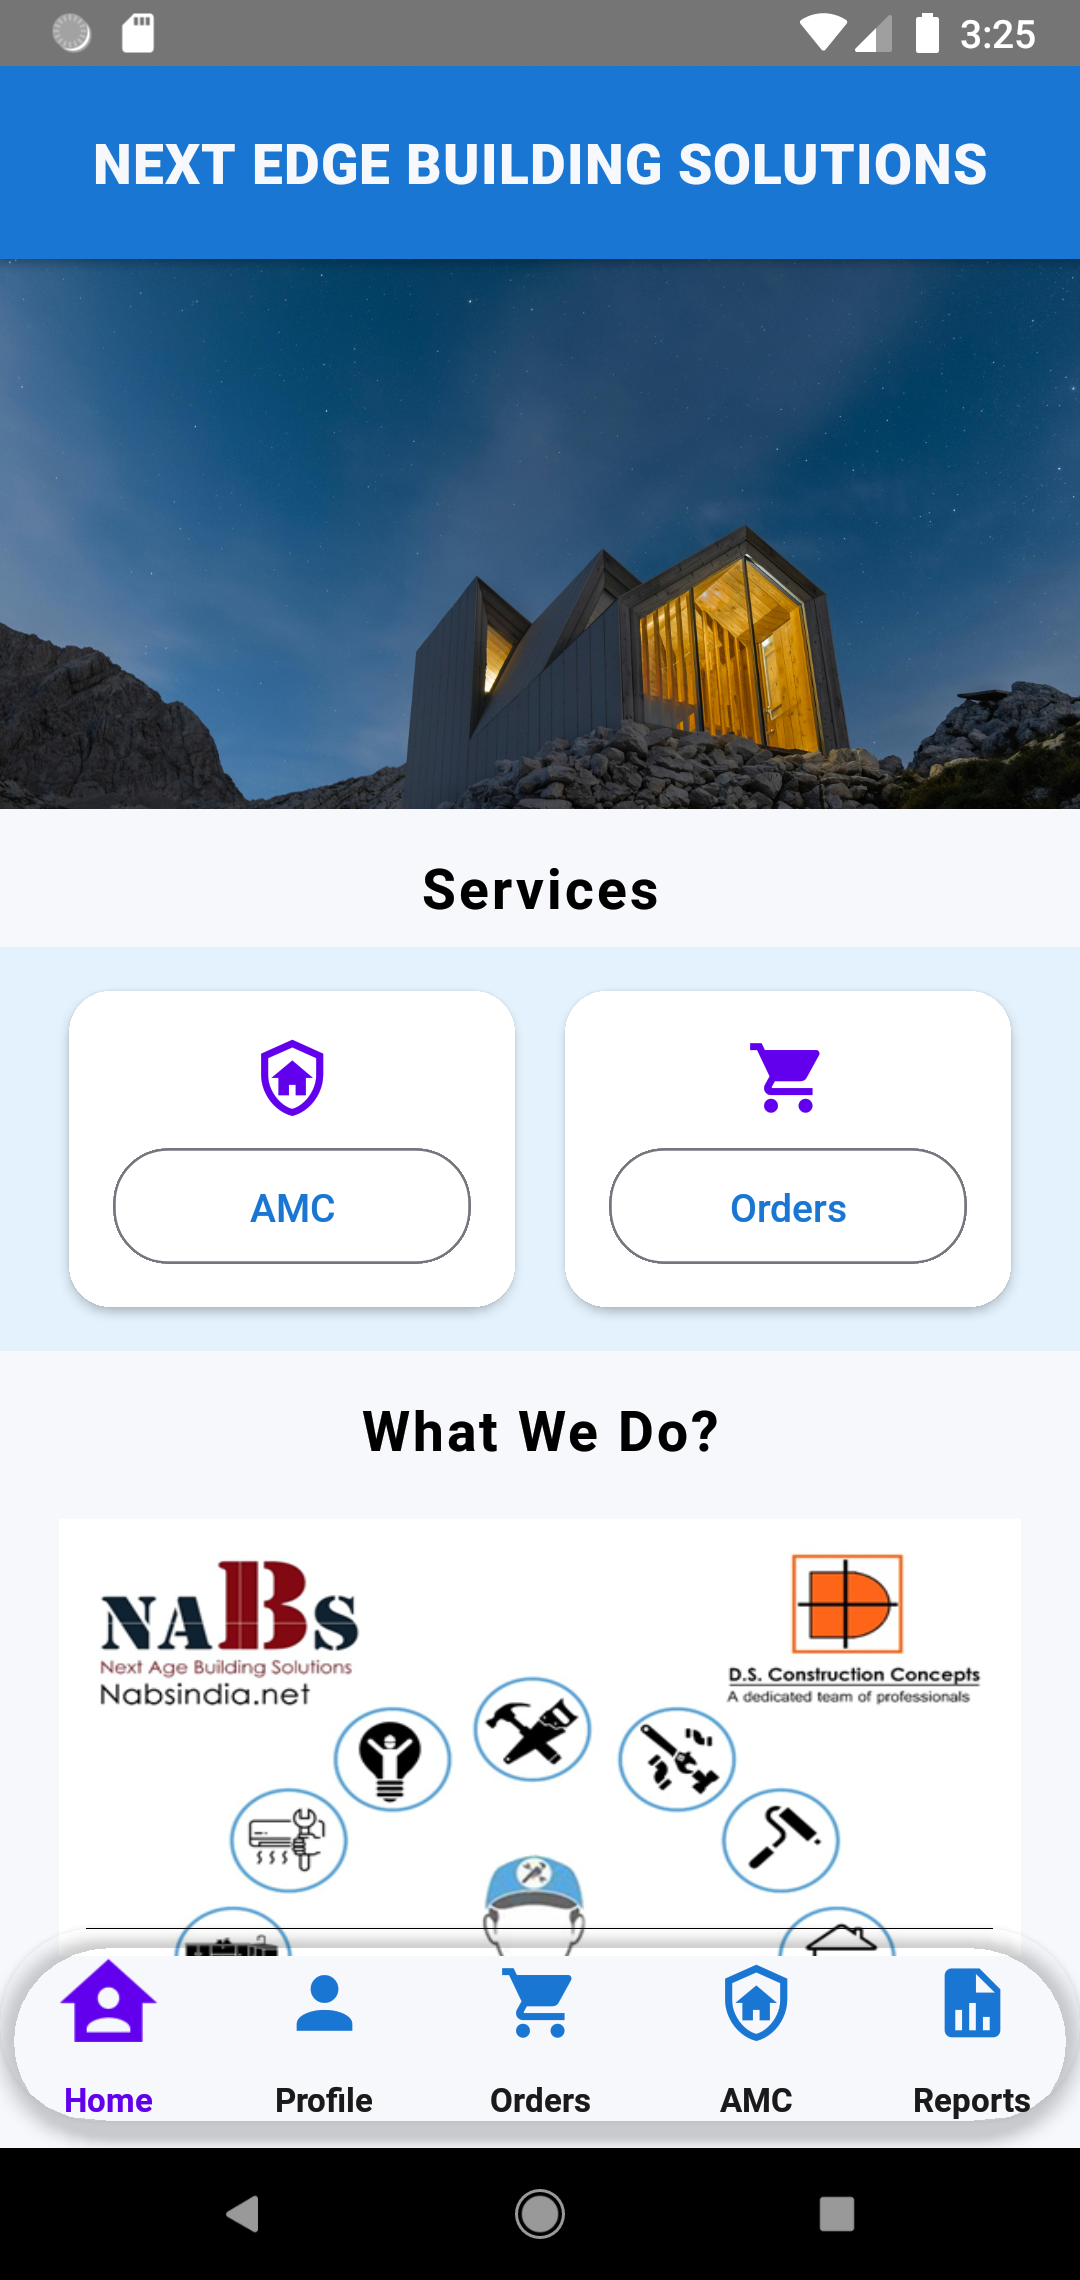 3:25
NEXT EDGE BUILDING SOLUTIONS
Services
AMC
Orders
What We Do?
NABS
Next Age Building Solutions
Nabsindia.net
D.S. Construction Concepts
A dedicated team of professionals
Home
Profile
Orders
AMC
Reports